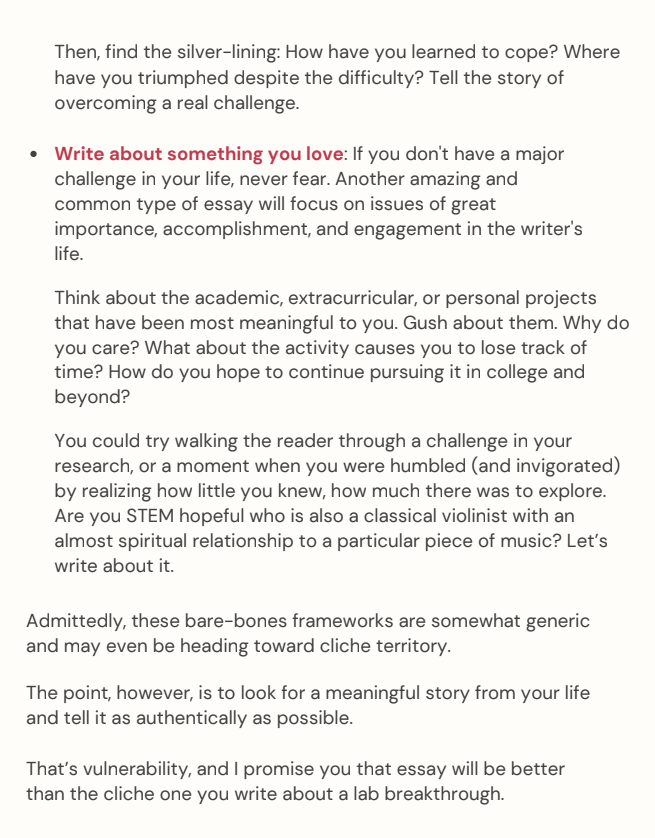 Then, find the silver-lining: How have you learned to cope? Where
have you triumphed despite the difficulty? Tell the story of
overcoming a real challenge.
• Write about something you love: If you don't have a major
challenge in your life, never fear. Another amazing and
common type of essay will focus on issues of great
importance, accomplishment, and engagement in the writer's
life.
Think about the academic, extracurricular, or personal projects
that have been most meaningful to you. Gush about them. Why do
you care? What about the activity causes you to lose track of
time? How do you hope to continue pursuing it in college and
beyond?
You could try walking the reader through a challenge in your
research, or a moment when you were humbled (and invigorated)
by realizing how little you knew, how much there was to explore.
Are you STEM hopeful who is also a classical violinist with an
almost spiritual relationship to a particular piece of music? Let’s
write about it.
Admittedly, these bare-bones frameworks are somewhat generic
and may even be heading toward cliche territory.
The point, however, is to look for a meaningful story from your life
and tell it as authentically as possible.
That’s vulnerability, and I promise you that essay will be better
than the cliche one you write about a lab breakthrough.